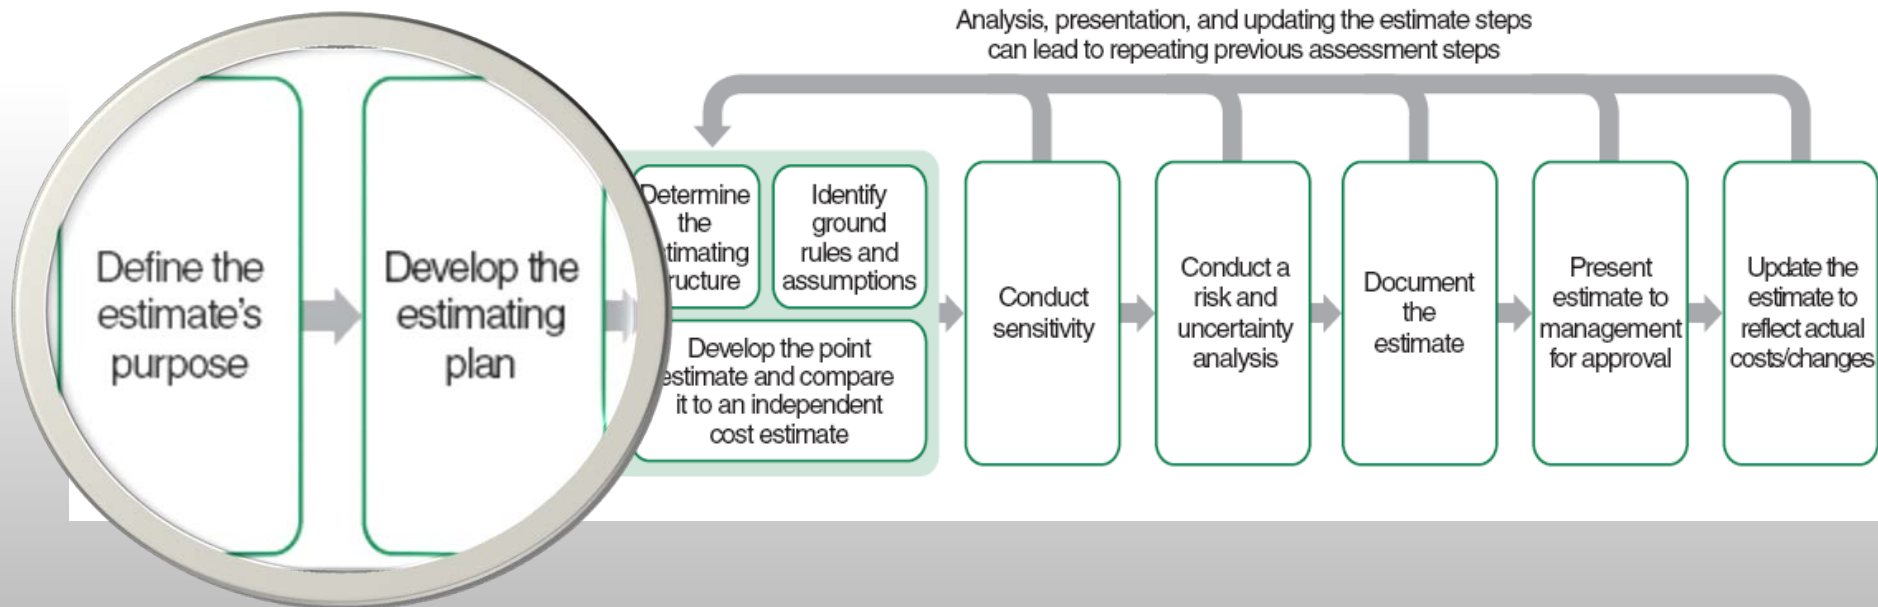 Analysis, presentation, and updating the estimate steps
can lead to repeating previous assessment steps
Define the
estimate's
purpose
Develop the
estimating
plan
Determine
the
timating
ructure
Identify
ground
rules and
assumptions
Develop the point
estimate and compare
it to an independent
cost estimate
Conduct
sensitivity
Conduct a
risk and
uncertainty
analysis
Document
the
estimate
Present
estimate to
management
for approval
Update the
estimate to
reflect actual
costs/changes